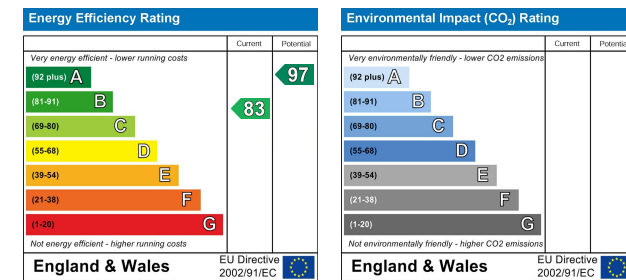 Energy Efficiency Rating
Current Potential
Very energy efficient - lower running costs
(92 plus) A
97
(81-91) B
83
(69-80) C
(55-68) D
(39-54) E
(21-38) F
(1-20) G
Not energy efficient - higher running costs
England & Wales
EU Directive
2002/91/EC
Environmental Impact (CO₂) Rating
Current Potential
Very environmentally friendly - lower CO2 emissions
(92 plus) A
(81-91) B
(69-80) C
(55-68) D
(39-54) E
(21-38) F
(1-20) G
Not environmentally friendly - higher CO2 emissions
England & Wales
EU Directive
2002/91/EC